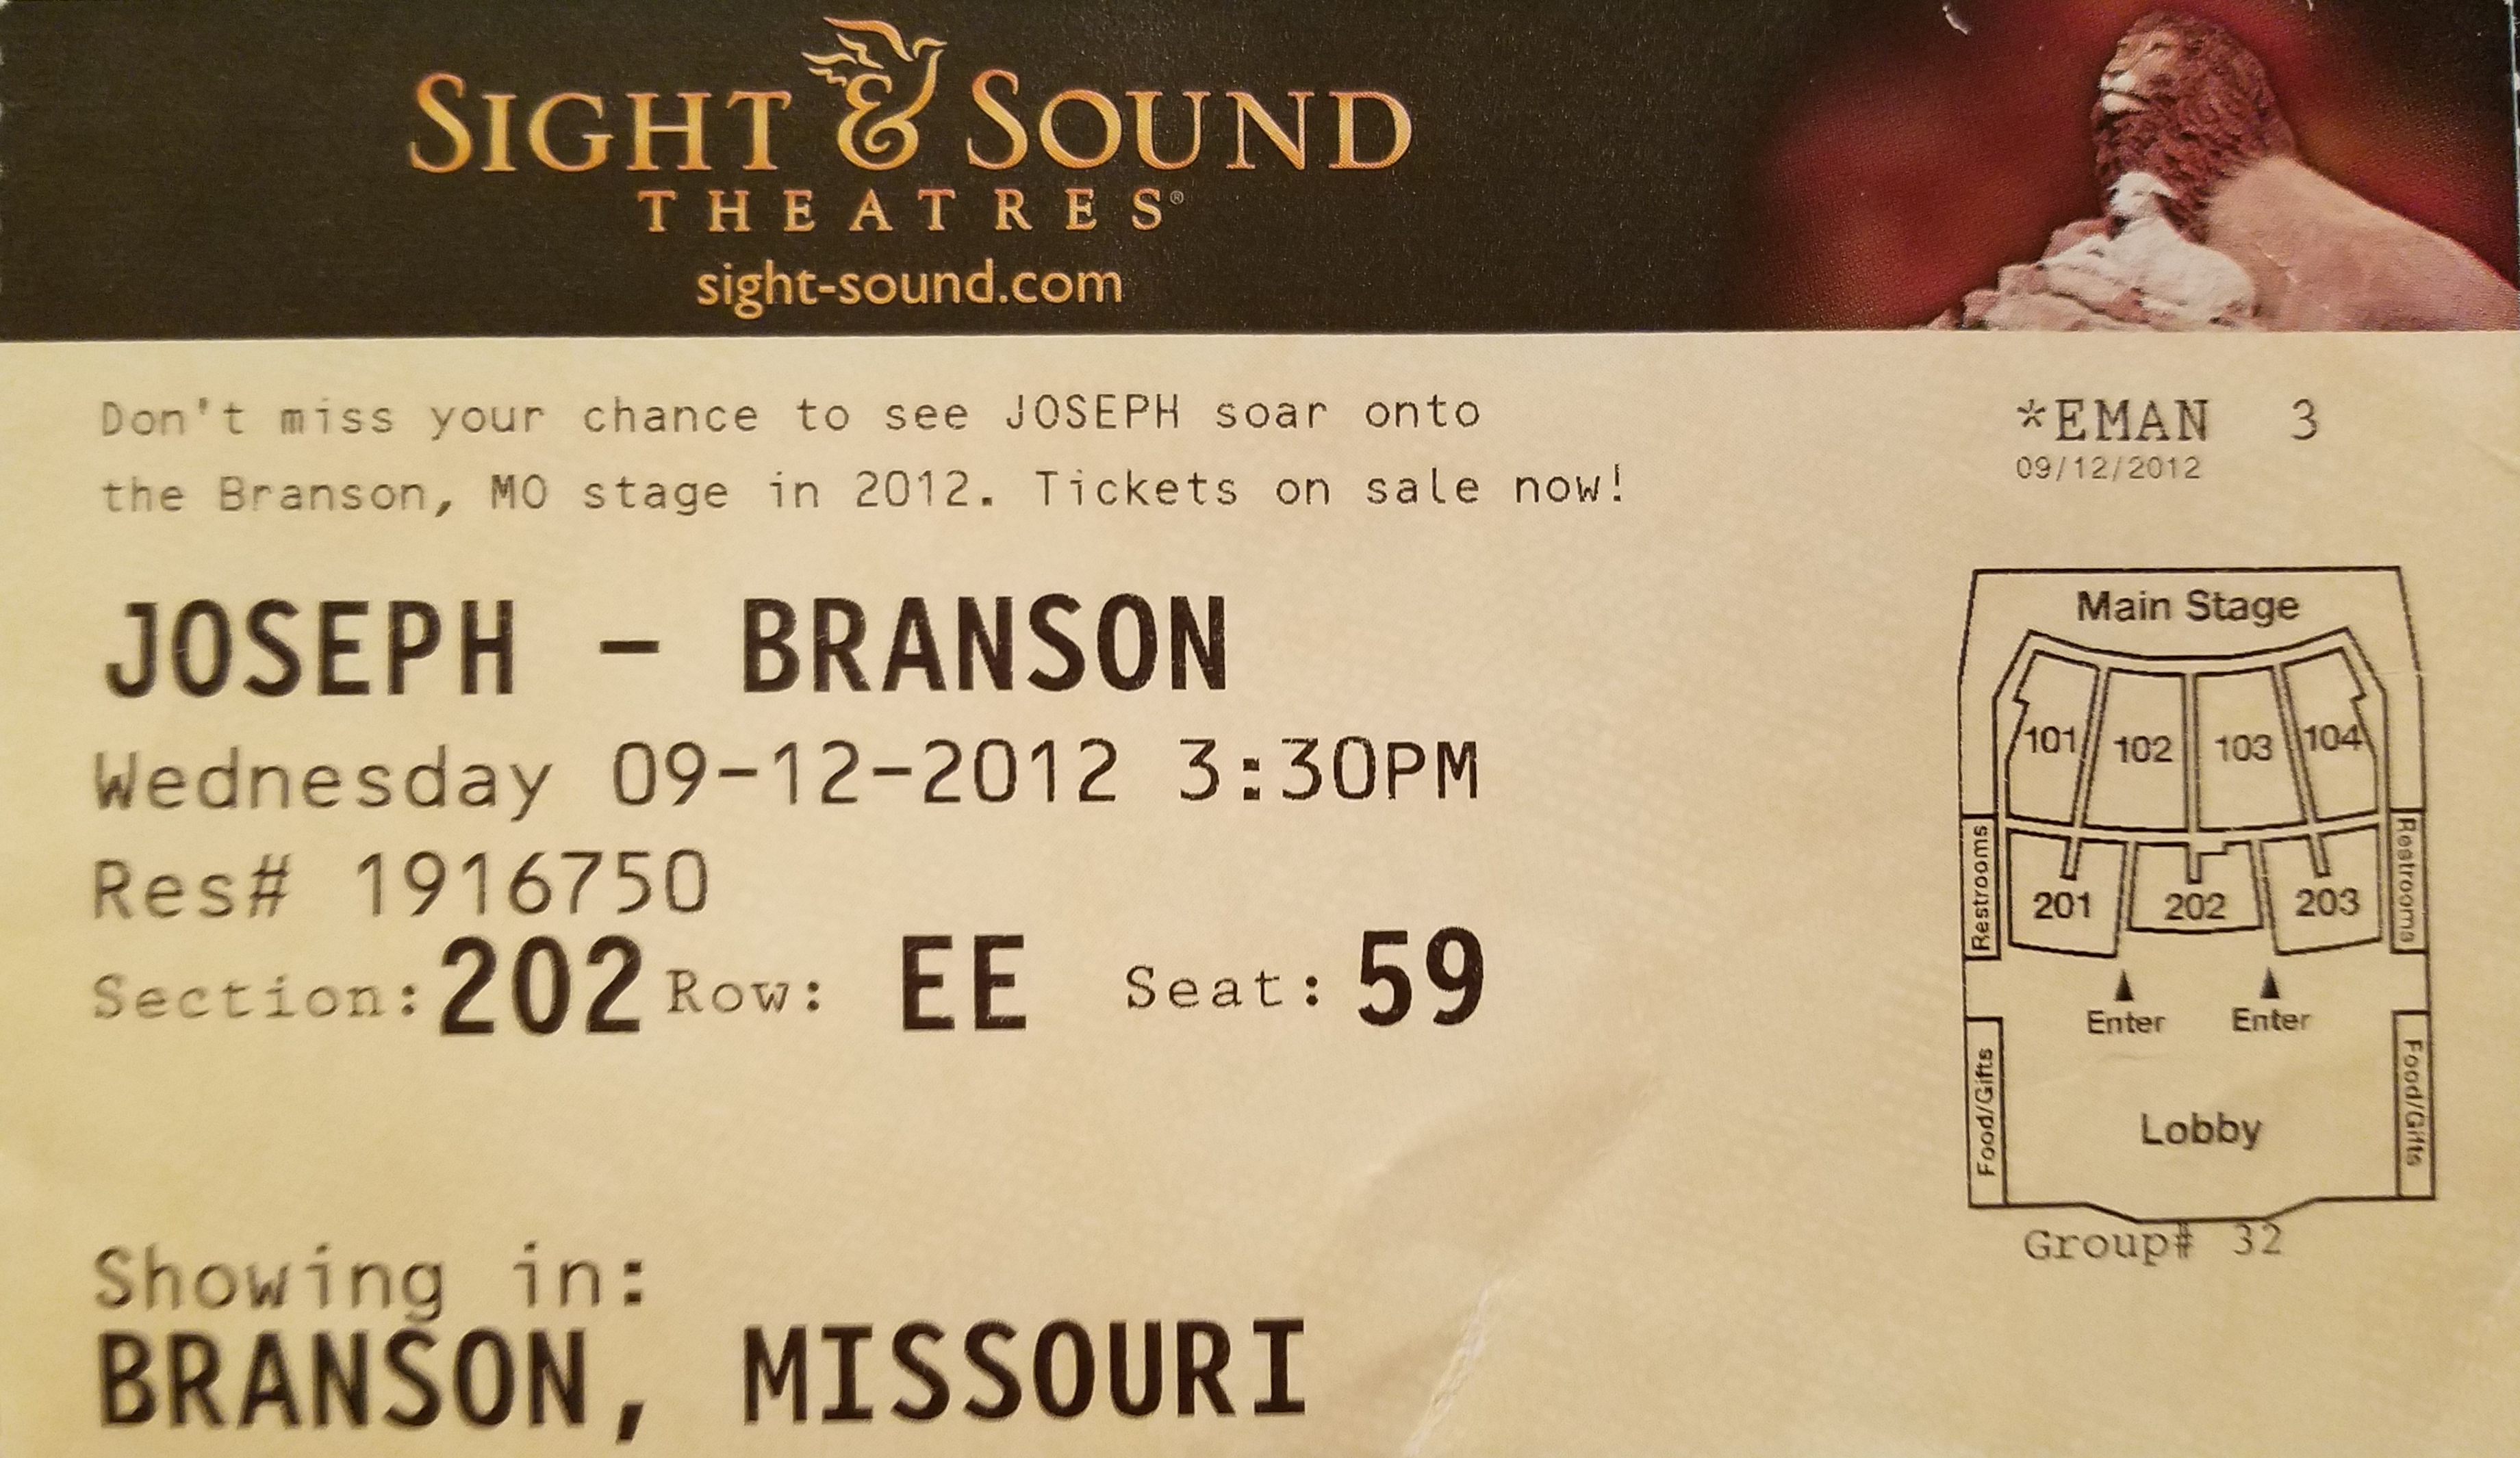 SIGHT & SOUND
THEATRES®
sight-sound.com
Don't miss your chance to see JOSEPH soar onto
the Branson, MO stage in 2012. Tickets on sale now!
*EMAN 3
09/12/2012
JOSEPH - BRANSON
Wednesday 09-12-2012 3:30PM
Res# 1916750
Section: 202 Row: EE Seat: 59
Showing in:
BRANSON, MISSOURI
Main Stage
101 102 103 104
Restrooms
Restrooms
201 202 203
Enter Enter
Food/Gifts
Food/Gifts
Lobby
Group# 32